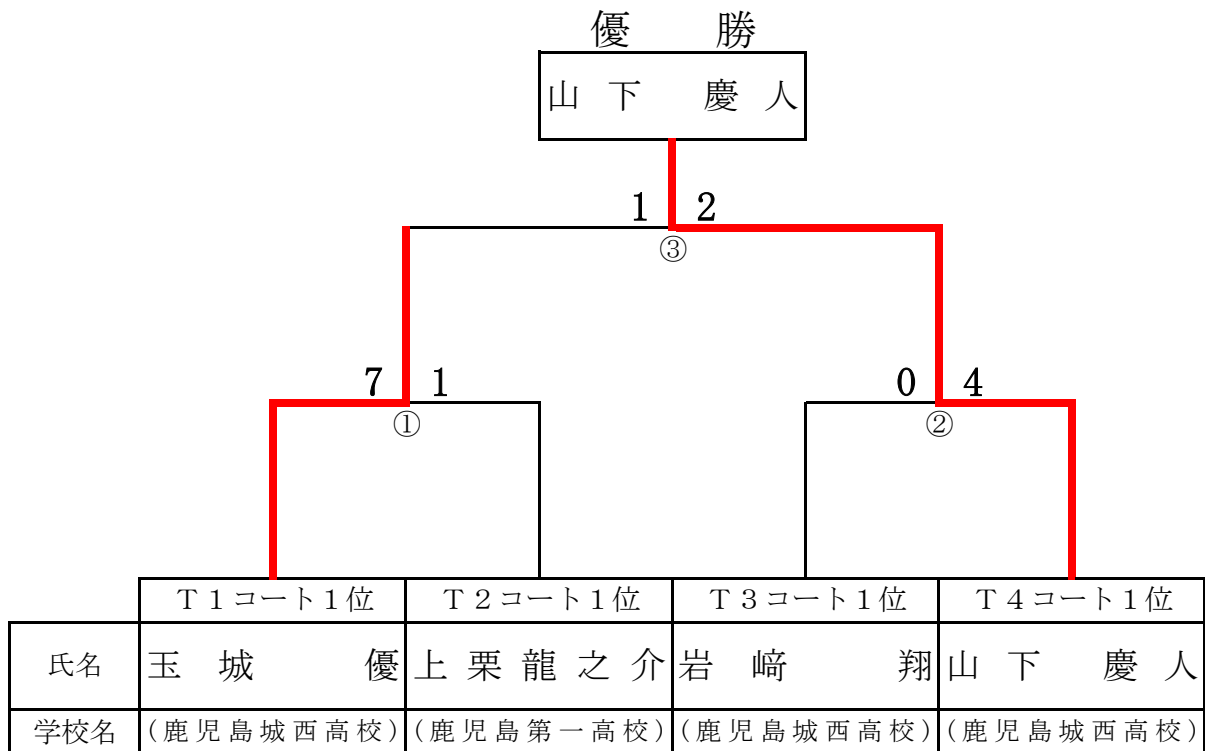 優 勝
山下 慶人
1 2
③
7 1 0 4
① ②
T1コート1位 T2コート1位 T3コート1位 T4コート1位
氏名 玉城 優 上栗龍之介 岩﨑 翔 山下 慶人
学校名 (鹿児島城西高校) (鹿児島第一高校) (鹿児島城西高校) (鹿児島城西高校)